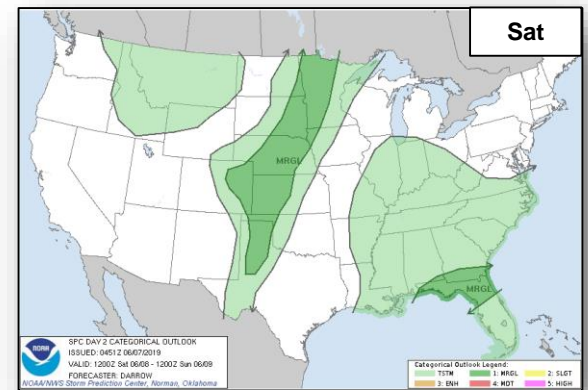 Sat
MRGL
MRGL
NOAA
SPC DAY 2 CATEGORICAL OUTLOOK
ISSUED: 0451Z 06/07/2019
VALID: 1200Z Sat 06/08 - 1200Z Sun 06/09
FORECASTER: DARROW
NOAA/NWS Storm Prediction Center, Norman, Oklahoma
Categorical Outlook Legend:
TSTM 1: MRGL 2: SLGT
3: ENH 4: MDT 5: HIGH